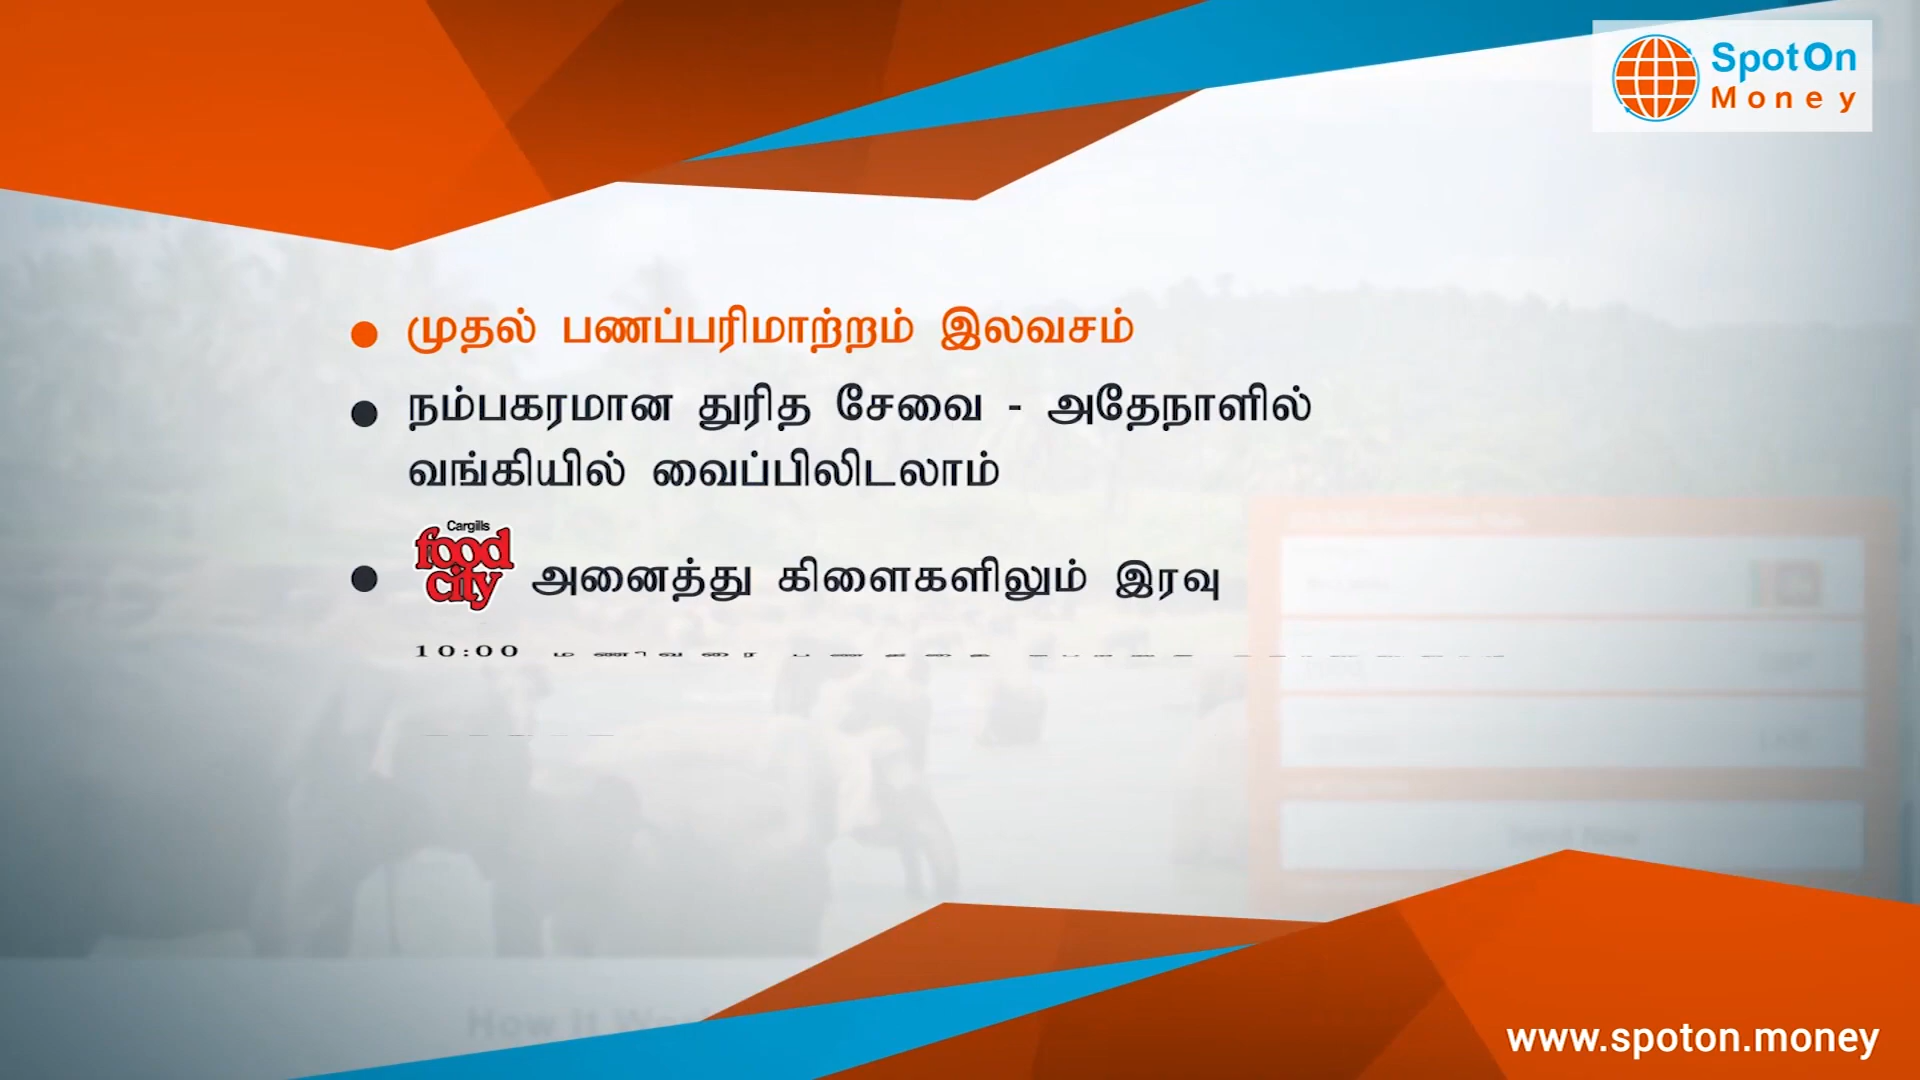 SpotOn
Money
முதல் பணப்பரிமாற்றம் இலவசம்
நம்பகரமான துரித சேவை - அதேநாளில்
வங்கியில் வைப்பிலிடலாம்
Cargills
food
city
அனைத்து கிளைகளிலும் இரவு
10:00
www.spoton.money